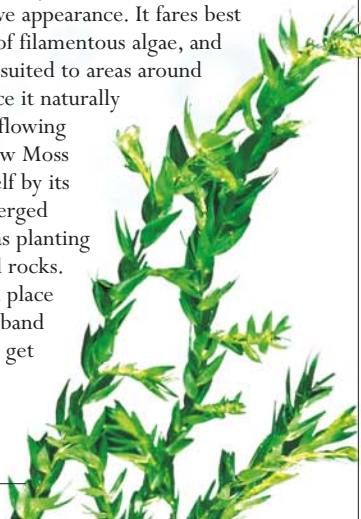 ve appearance. It fares best
of filamentous algae, and
suited to areas around
ce it naturally
flowing
w Moss
lf by its
erged
as planting
l rocks.
place
band
get